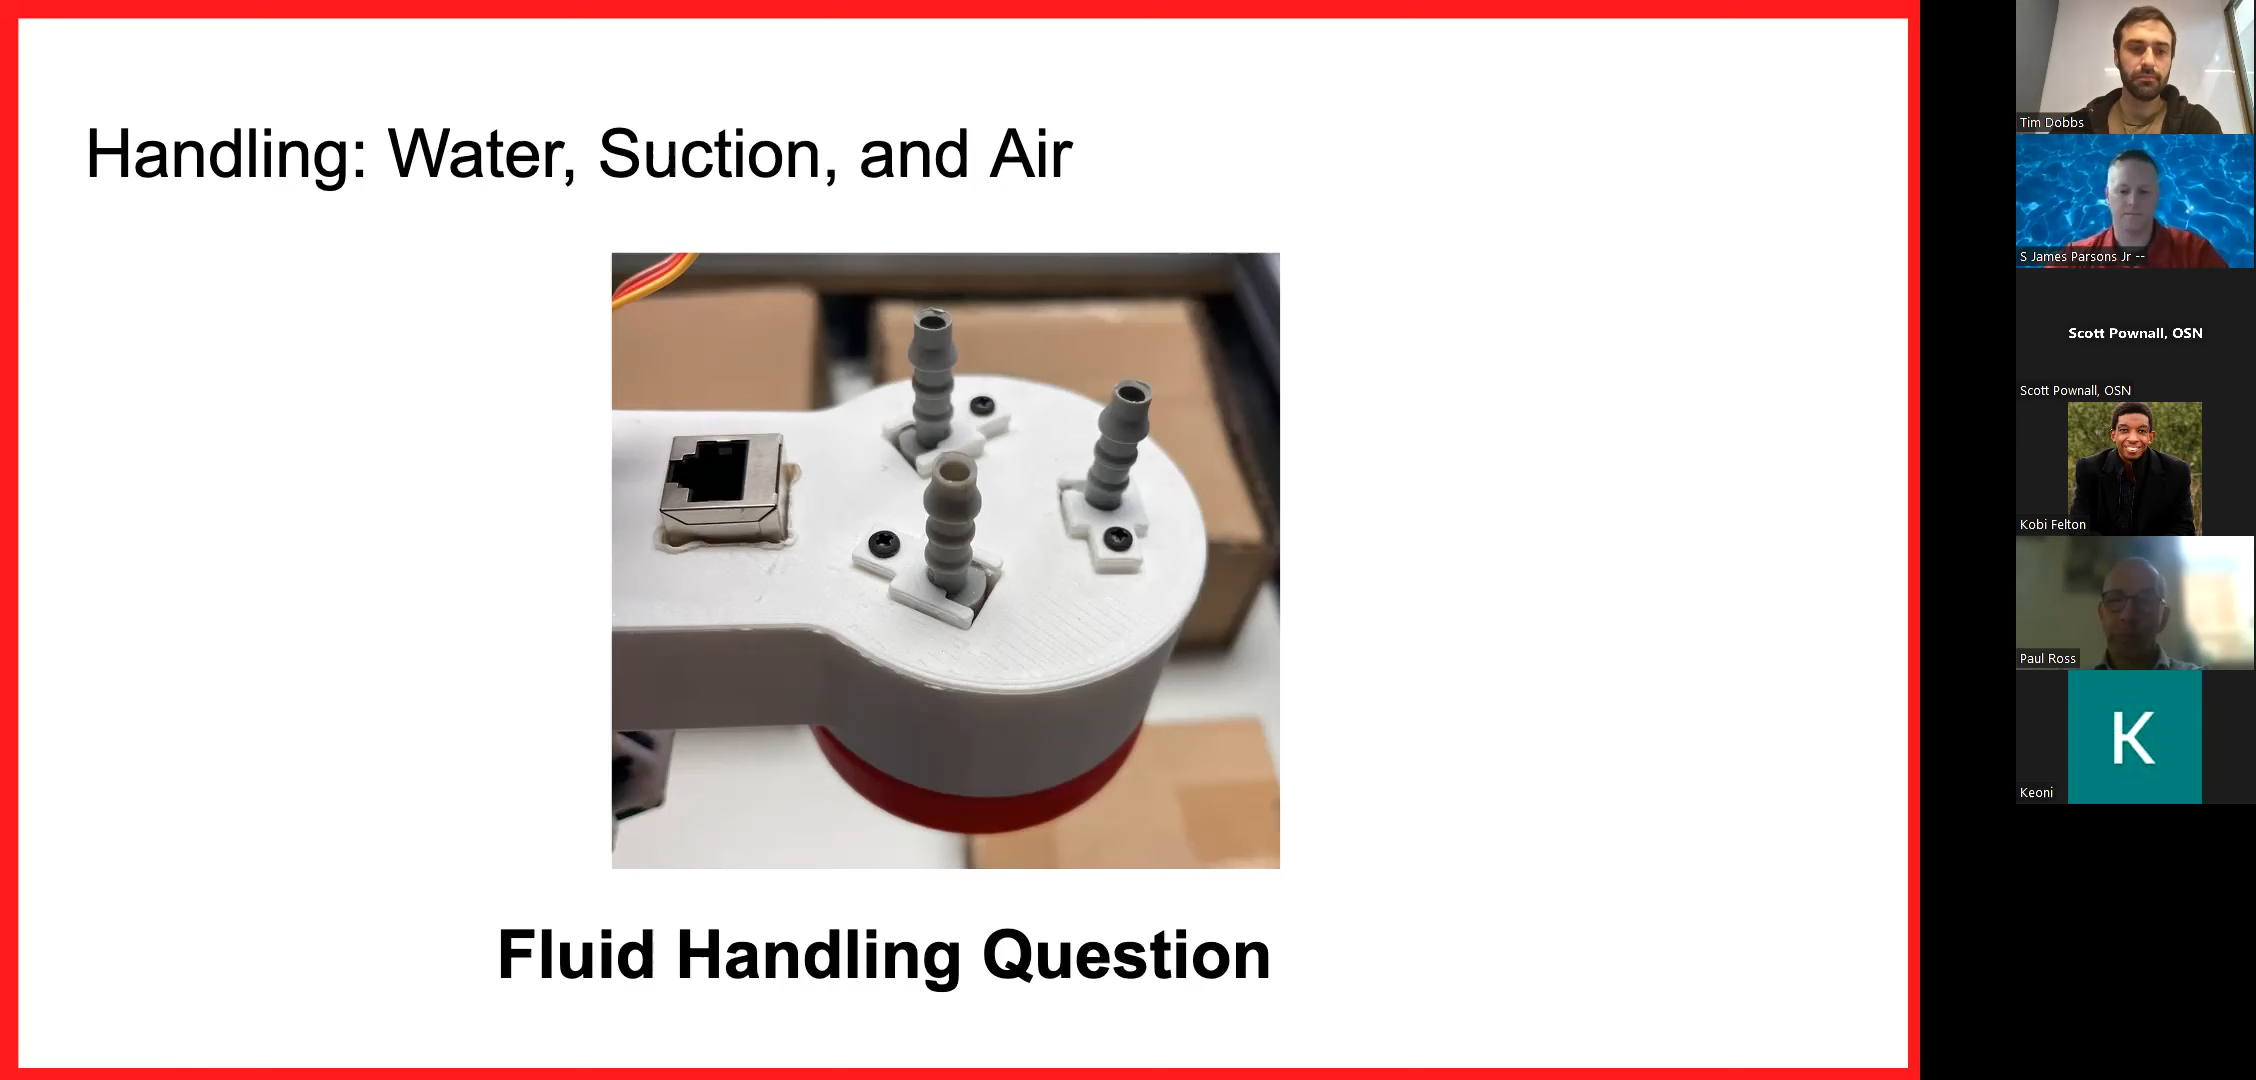 Handling: Water, Suction, and Air
Fluid Handling Question
Tim Dobbs
S James Parsons Jr --
Scott Pownall, OSN
Scott Pownall, OSN
Kobi Felton
Paul Ross
K
Keoni